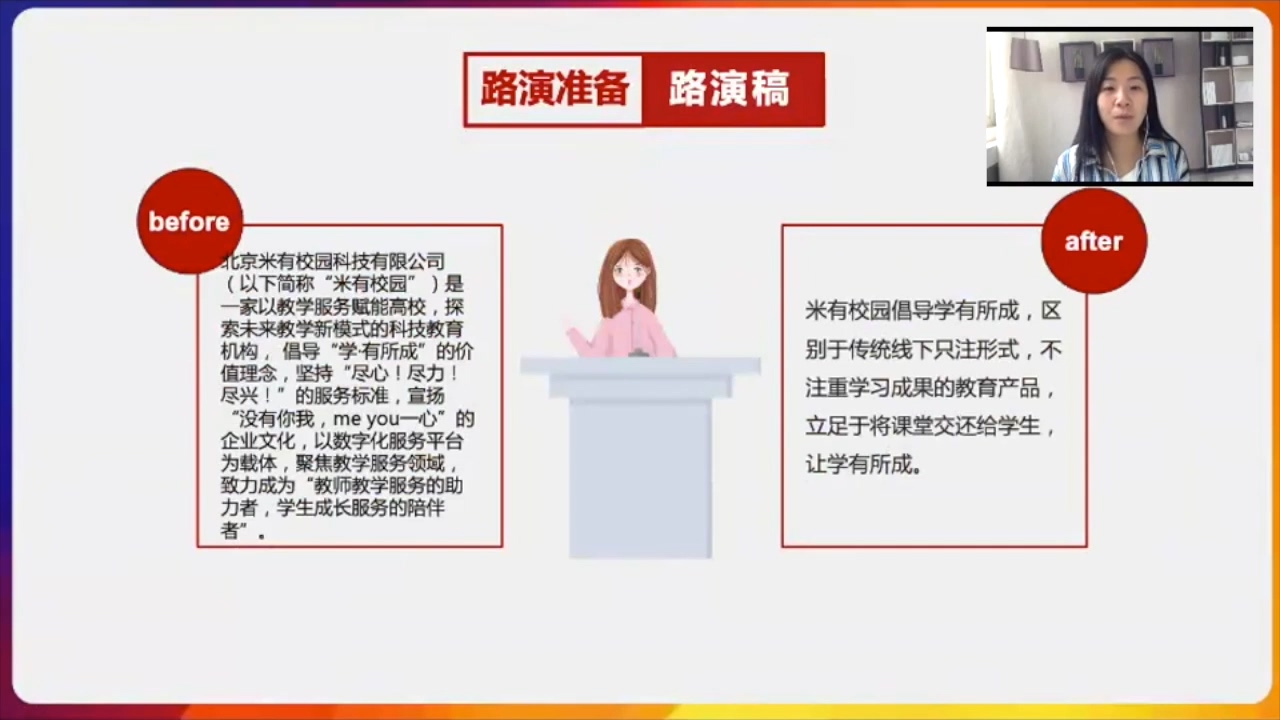 路演准备 路演稿
before
北京米有校园科技有限公司
（以下简称“米有校园”）是
一家以教学服务赋能高校，探
索未来教学新模式的科技教育
机构， 倡导“学·有所成”的价
值理念，坚持“尽心！尽力！
尽兴！”的服务标准，宣扬
“没有你我，me you一心”的
企业文化，以数字化服务平台
为载体，聚焦教学服务领域，
致力成为“教师教学服务的助
力者，学生成长服务的陪伴
者”。
after
米有校园倡导学有所成，区
别于传统线下只注形式，不
注重学习成果的教育产品，
立足于将课堂交还给学生，
让学有所成。